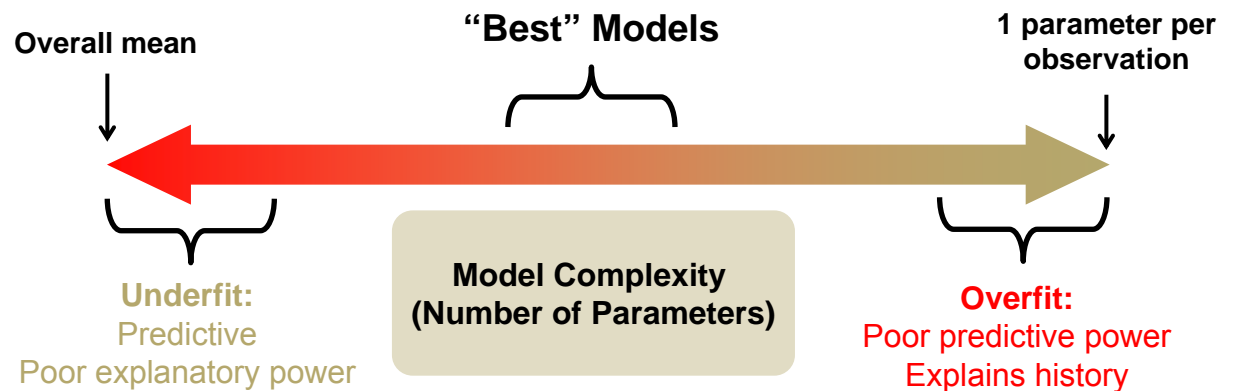 Overall mean
“Best” Models
1 parameter per
observation
Underfit:
Predictive
Poor explanatory power
Model Complexity
(Number of Parameters)
Overfit:
Poor predictive power
Explains history